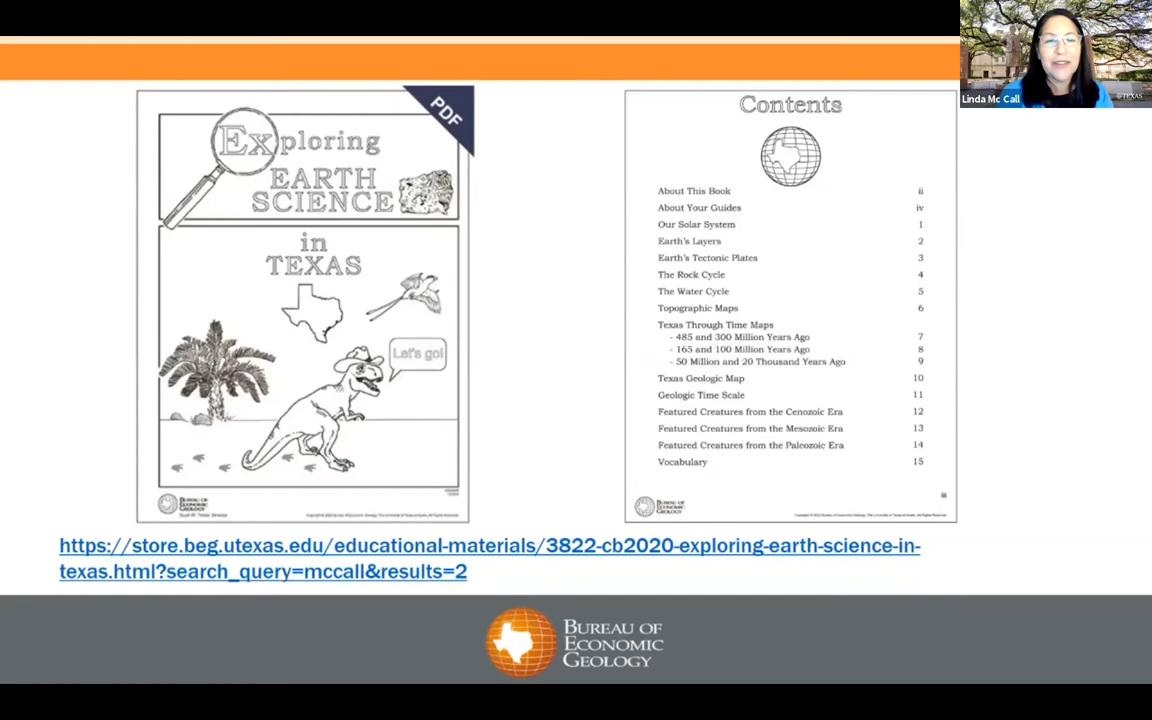 Linda Mc Call
TEXAS
PDF
Exploring
EARTH
SCIENCE
in
TEXAS
Let's go!
BUREAU OF
ECONOMIC
GEOLOGY
Contents
About This Book ii
About Your Guides iv
Our Solar System 1
Earth's Layers 2
Earth's Tectonic Plates 3
The Rock Cycle 4
The Water Cycle 5
Topographic Maps 6
Texas Through Time Maps
- 485 and 300 Million Years Ago 7
- 165 and 100 Million Years Ago 8
- 50 Million and 20 Thousand Years Ago 9
Texas Geologic Map 10
Geologic Time Scale 11
Featured Creatures from the Cenozoic Era 12
Featured Creatures from the Mesozoic Era 13
Featured Creatures from the Paleozoic Era 14
Vocabulary 15
iii
BUREAU OF
ECONOMIC
GEOLOGY
https://store.beg.utexas.edu/educational-materials/3822-cb2020-exploring-earth-science-in-
texas.html?search_query=mccall&results=2
BUREAU OF
ECONOMIC
GEOLOGY